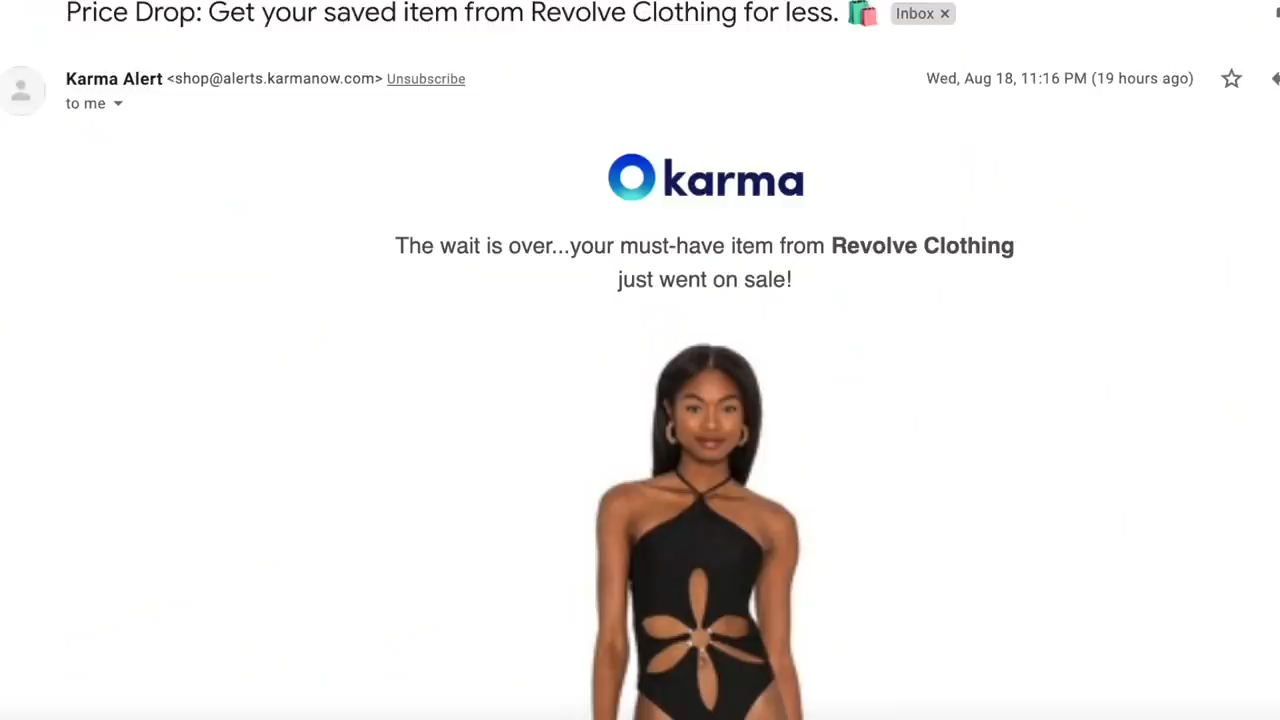 Price Drop: Get your saved item from Revolve Clothing for less. 🛍️ Inbox ×
Karma Alert <shop@alerts.karmanow.com> Unsubscribe
Wed, Aug 18, 11:16 PM (19 hours ago)
to me
karma
The wait is over...your must-have item from Revolve Clothing
just went on sale!